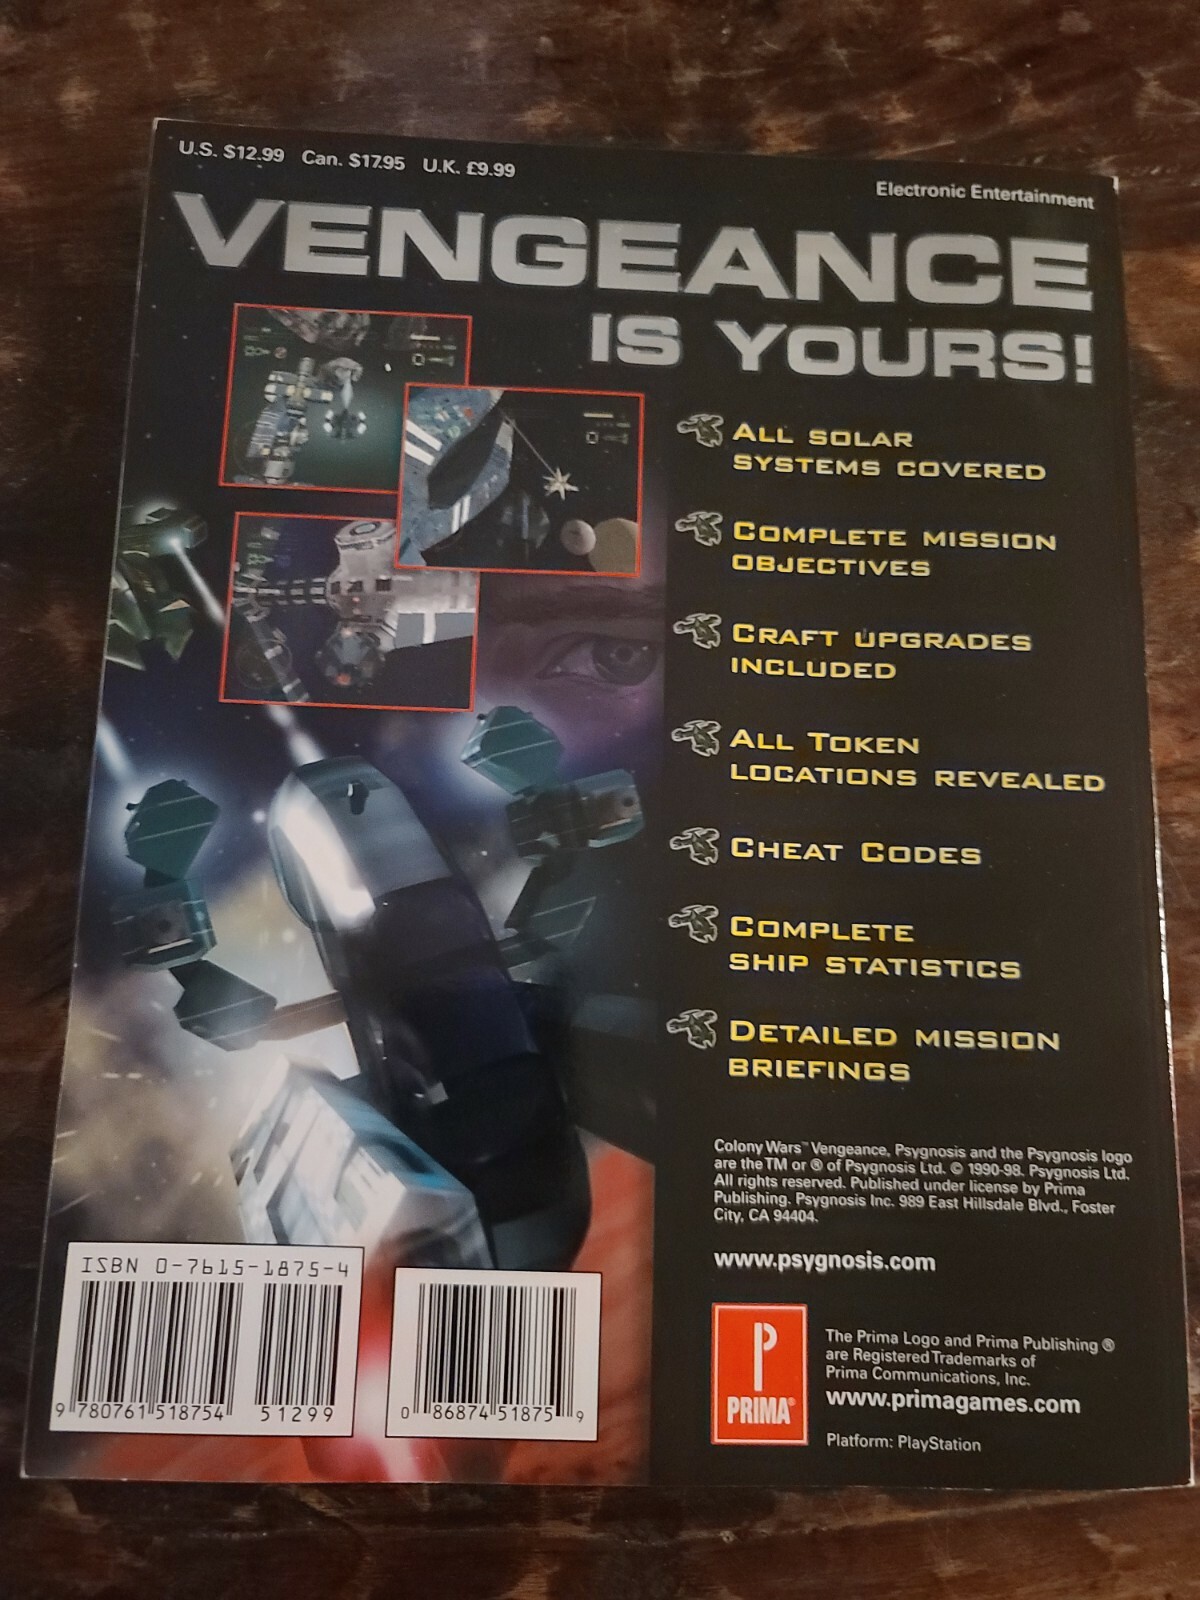 U.S. $12.99 Can. $17.95 U.K. £9.99
Electronic Entertainment
VENGEANCE
IS YOURS!
ALL SOLAR
SYSTEMS COVERED
COMPLETE MISSION
OBJECTIVES
CRAFT UPGRADES
INCLUDED
ALL TOKEN
LOCATIONS REVEALED
CHEAT CODES
COMPLETE
SHIP STATISTICS
DETAILED MISSION
BRIEFINGS
Colony Wars™ Vengeance, Psygnosis and the Psygnosis logo
are the TM or ® of Psygnosis Ltd. © 1990-98. Psygnosis Ltd.
All rights reserved. Published under license by Prima
Publishing. Psygnosis Inc. 989 East Hillsdale Blvd., Foster
City, CA 94404.
www.psygnosis.com
ISBN 0-7615-1875-4
9 780761 518754
51299
0 86874 51875 9
P
PRIMA®
The Prima Logo and Prima Publishing ®
are Registered Trademarks of
Prima Communications, Inc.
www.primagames.com
Platform: PlayStation